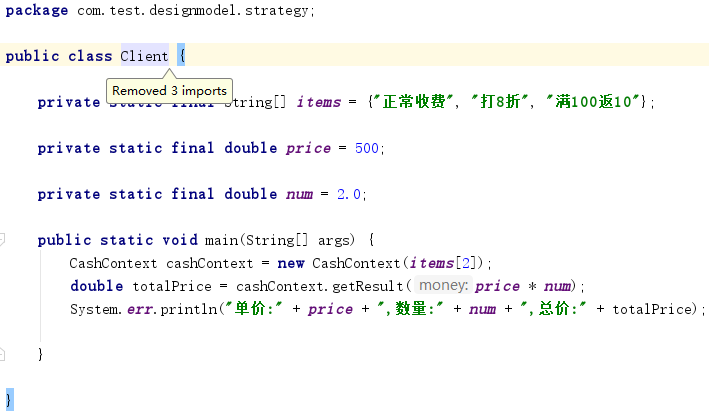 package com.test.designmodel.strategy;
public class Client {
Removed 3 imports
private static final String[] items = {"正常收费", "打8折", "满100返10"};
private static final double price = 500;
private static final double num = 2.0;
public static void main(String[] args) {
CashContext cashContext = new CashContext(items[2]);
double totalPrice = cashContext.getResult( money: price * num);
System.err.println("单价:" + price + ",数量:" + num + ",总价:" + totalPrice);
}
}